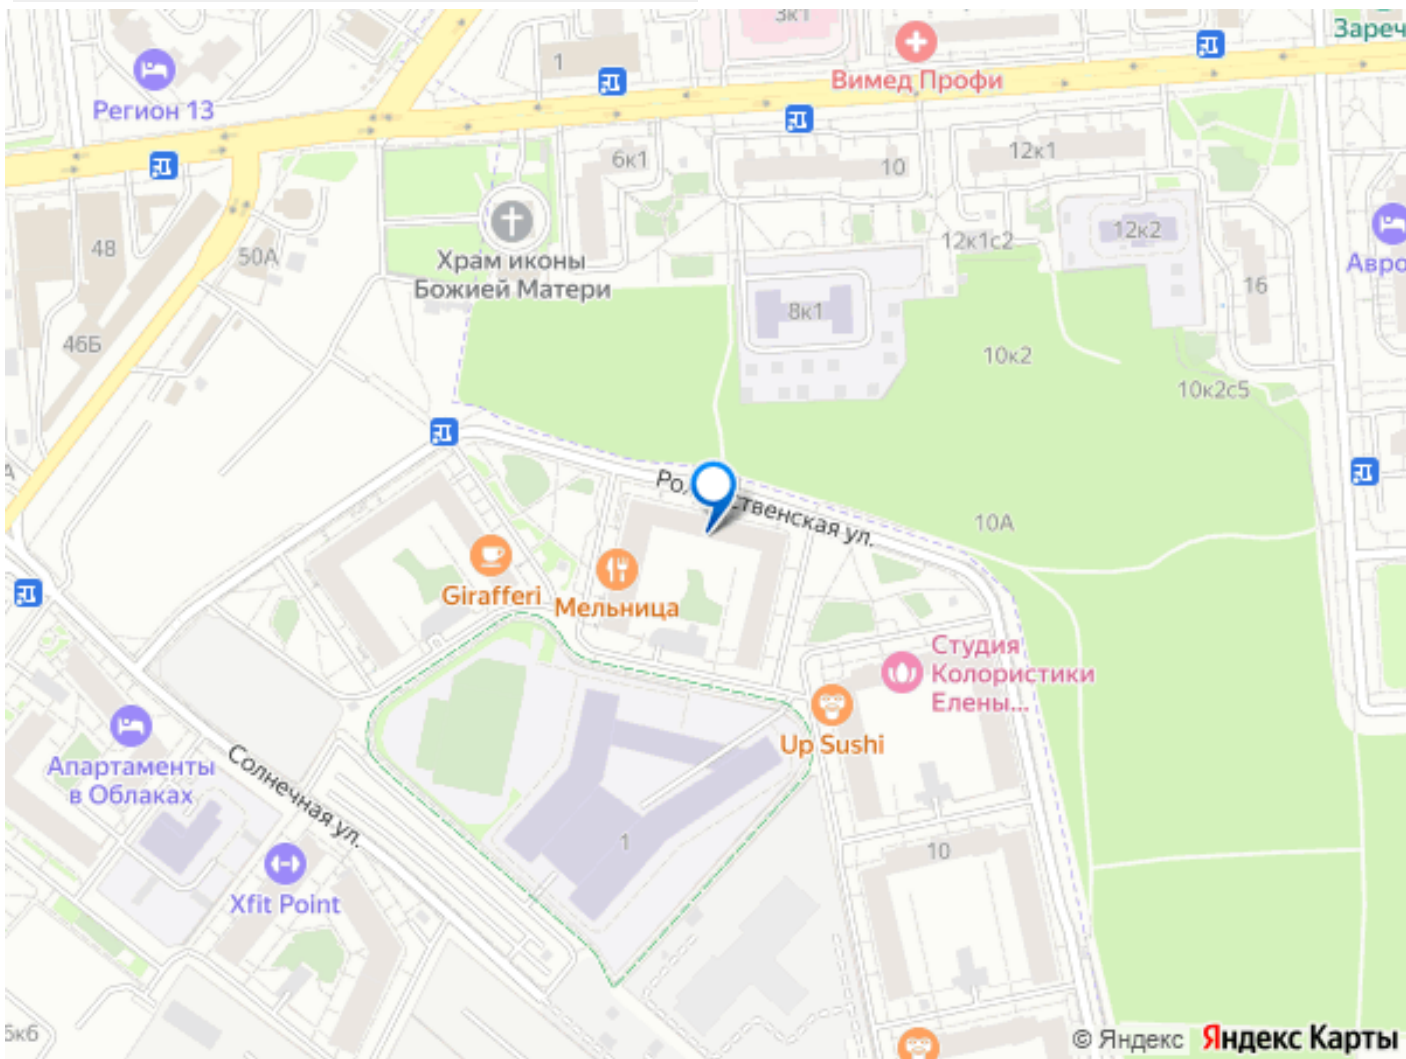 3к1
Зареч
1
Вимед Профи
Регион 13
6к1
10
12к1
48
50А
Храм иконы
Божией Матери
12к1с2
12к2
Авро
16
8к1
46Б
10к2
10к2с5
А
ственская ул.
10А
Girafferi
Мельница
Студия
Колористики
Елены...
Up Sushi
Апартаменты
в Облаках
Солнечная ул.
1
10
Xfit Point
5к6
© Яндекс Яндекс Карты